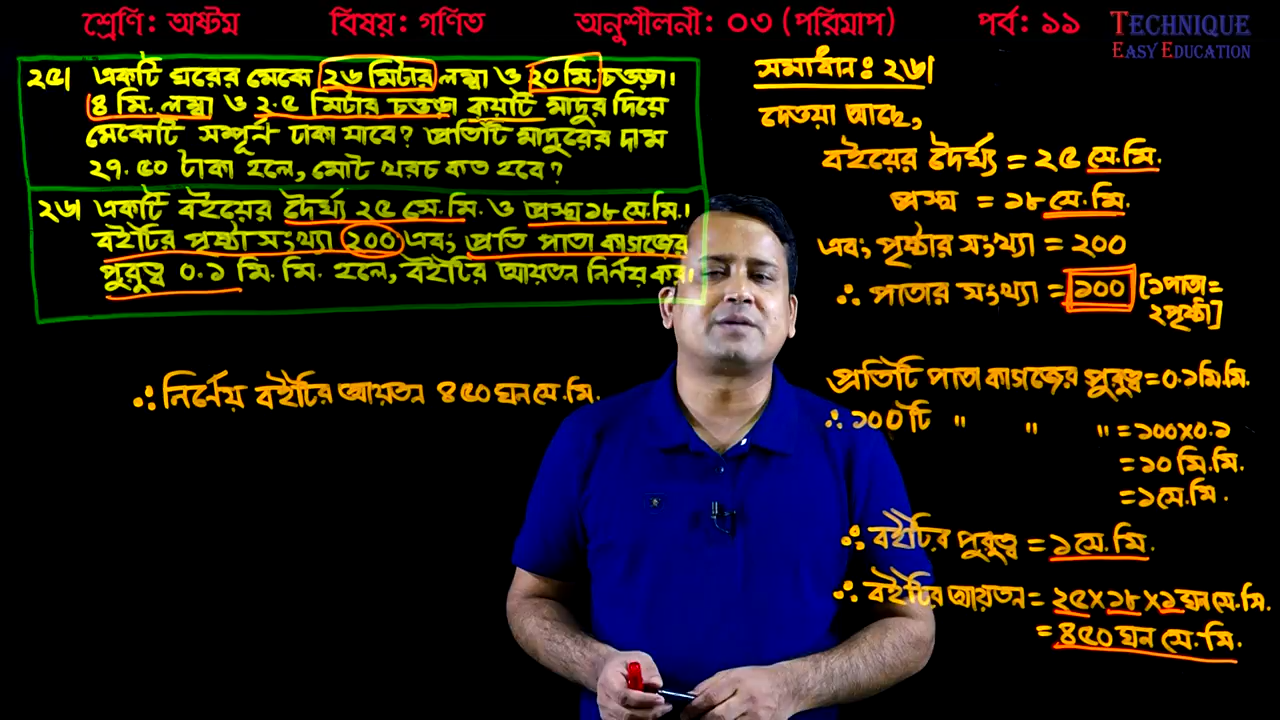 শ্রেণি: অষ্টম বিষয়: গণিত অনুশীলনী: ০৩ (পরিমাপ) পর্ব: ১১ TECHNIQUE
EASY EDUCATION
২৫। একটি ঘরের মেঝে ২৬ মিটার লম্বা ও ২০ মি. চওড়া।
৪ মি. লম্বা ও ২.৫ মিটার চওড়া কয়টি মাদুর দিয়ে
মেঝেটি সম্পূর্ণ ঢাকা যাবে? প্রতিটি মাদুরের দাম
২৭.৫০ টাকা হলে, মোট খরচ কত হবে?
২৬। একটি বইয়ের দৈর্ঘ্য ২৫ সে.মি. ও প্রস্থ ১৮ সে.মি.।
বইটির পৃষ্ঠা সংখ্যা ২০০ এবং প্রতি পাতা কাগজের
পুরুত্ব ০.১ মি. মি. হলে, বইটির আয়তন নির্ণয় কর।
∴ নির্ণেয় বইটির আয়তন ৪৫০ ঘন সে.মি.
সমাধান: ২৬।
দেওয়া আছে,
বইয়ের দৈর্ঘ্য = ২৫ সে.মি.
প্রস্থ = ১৮ সে.মি.
এবং পৃষ্ঠার সংখ্যা = ২০০
∴ পাতার সংখ্যা = ১০০ [১পাতা=
২পৃষ্ঠা]
প্রতিটি পাতা কাগজের পুরুত্ব = ০.১ মি.মি.
∴ ১০০টি " " " = ১০০x০.১
= ১০ মি.মি.
= ১ সে.মি.
∴ বইটির পুরুত্ব = ১ সে.মি.
∴ বইটির আয়তন = ২৫ x ১৮ x ১ ঘন সে.মি.
= ৪৫০ ঘন সে.মি.